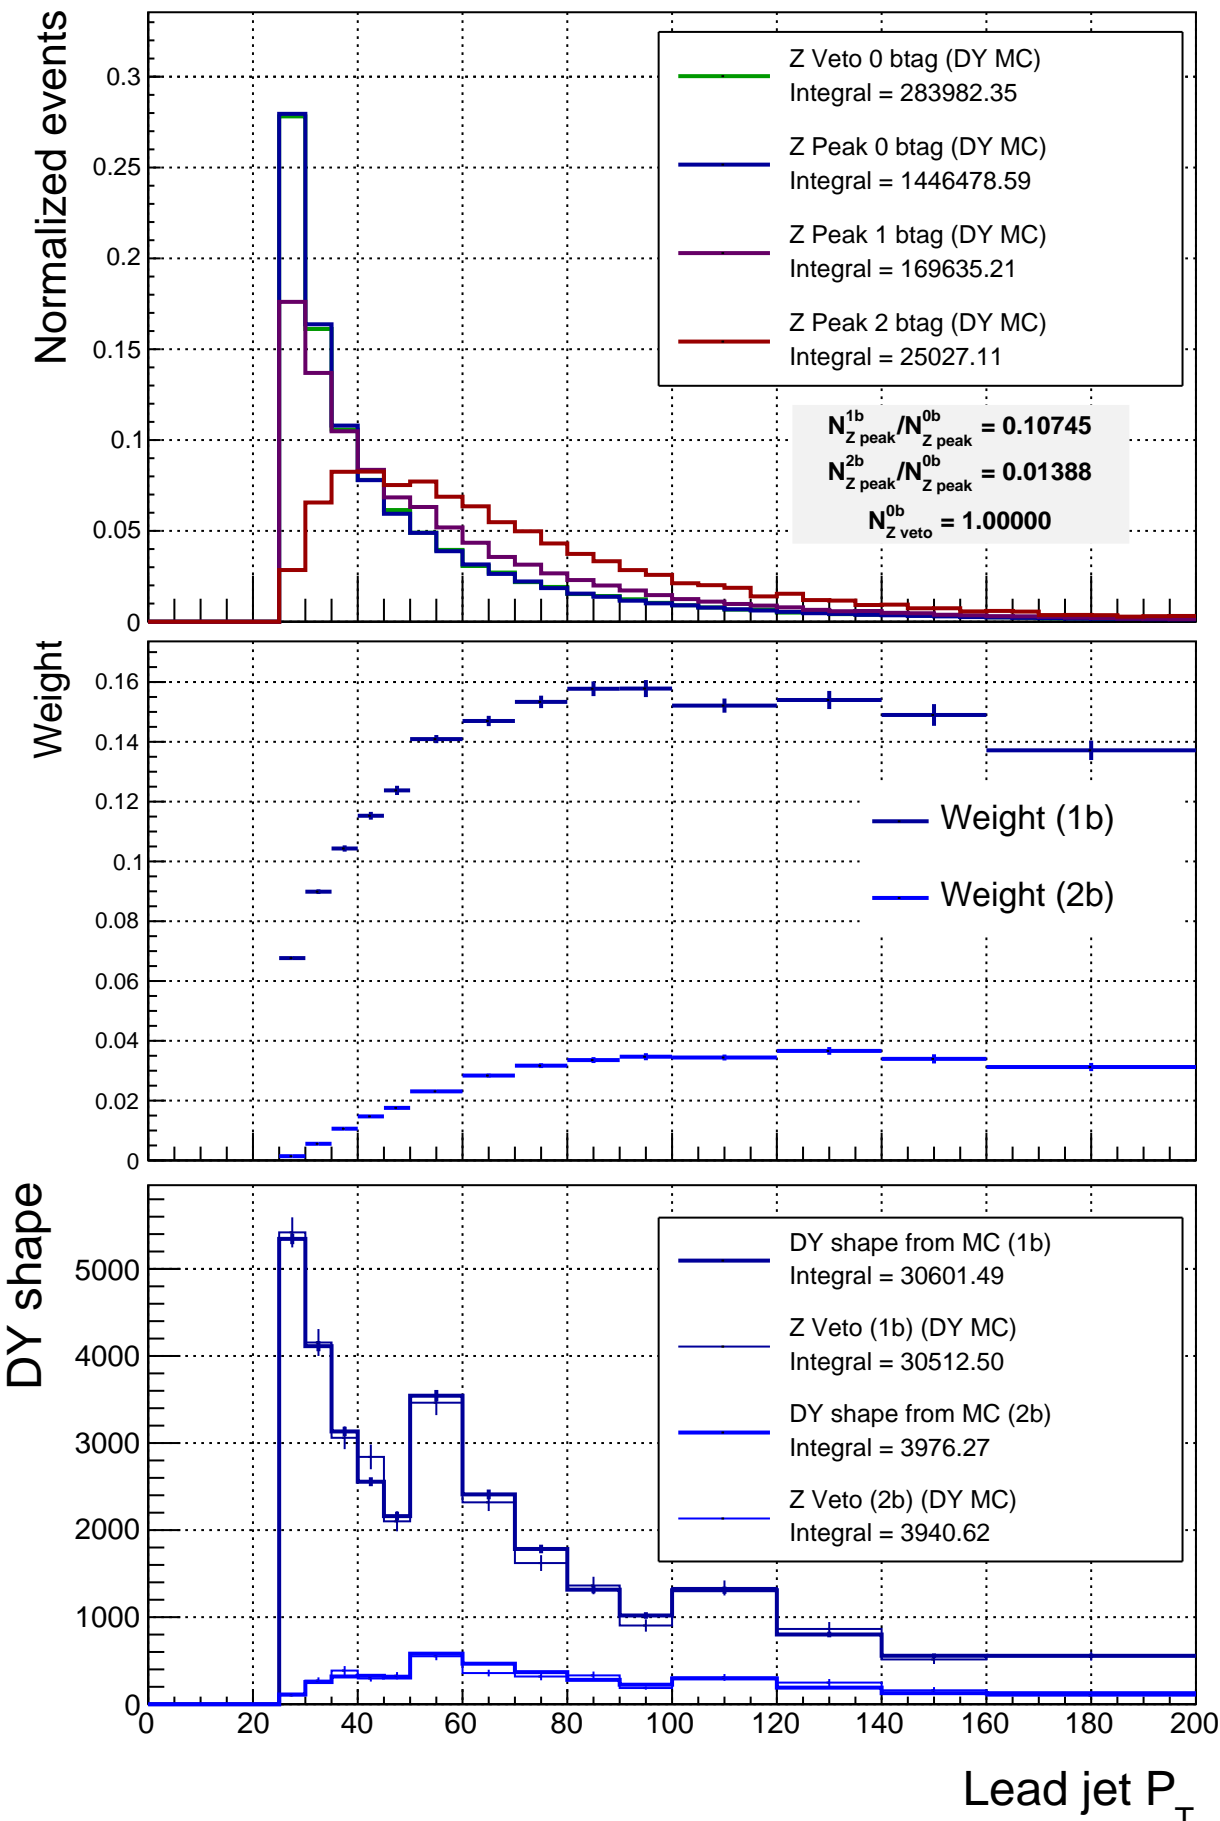 Normalized events
0.3
0.25
0.2
0.15
0.1
0.05
0
Z Veto 0 btag (DY MC)
Integral = 283982.35
Z Peak 0 btag (DY MC)
Integral = 1446478.59
Z Peak 1 btag (DY MC)
Integral = 169635.21
Z Peak 2 btag (DY MC)
Integral = 25027.11
N^{1b}_{Z peak}/N^{0b}_{Z peak} = 0.10745
N^{2b}_{Z peak}/N^{0b}_{Z peak} = 0.01388
N^{0b}_{Z veto} = 1.00000
Weight
0.16
0.14
0.12
0.1
0.08
0.06
0.04
0.02
0
Weight (1b)
Weight (2b)
DY shape
5000
4000
3000
2000
1000
0
DY shape from MC (1b)
Integral = 30601.49
Z Veto (1b) (DY MC)
Integral = 30512.50
DY shape from MC (2b)
Integral = 3976.27
Z Veto (2b) (DY MC)
Integral = 3940.62
0 20 40 60 80 100 120 140 160 180 200
Lead jet P_T